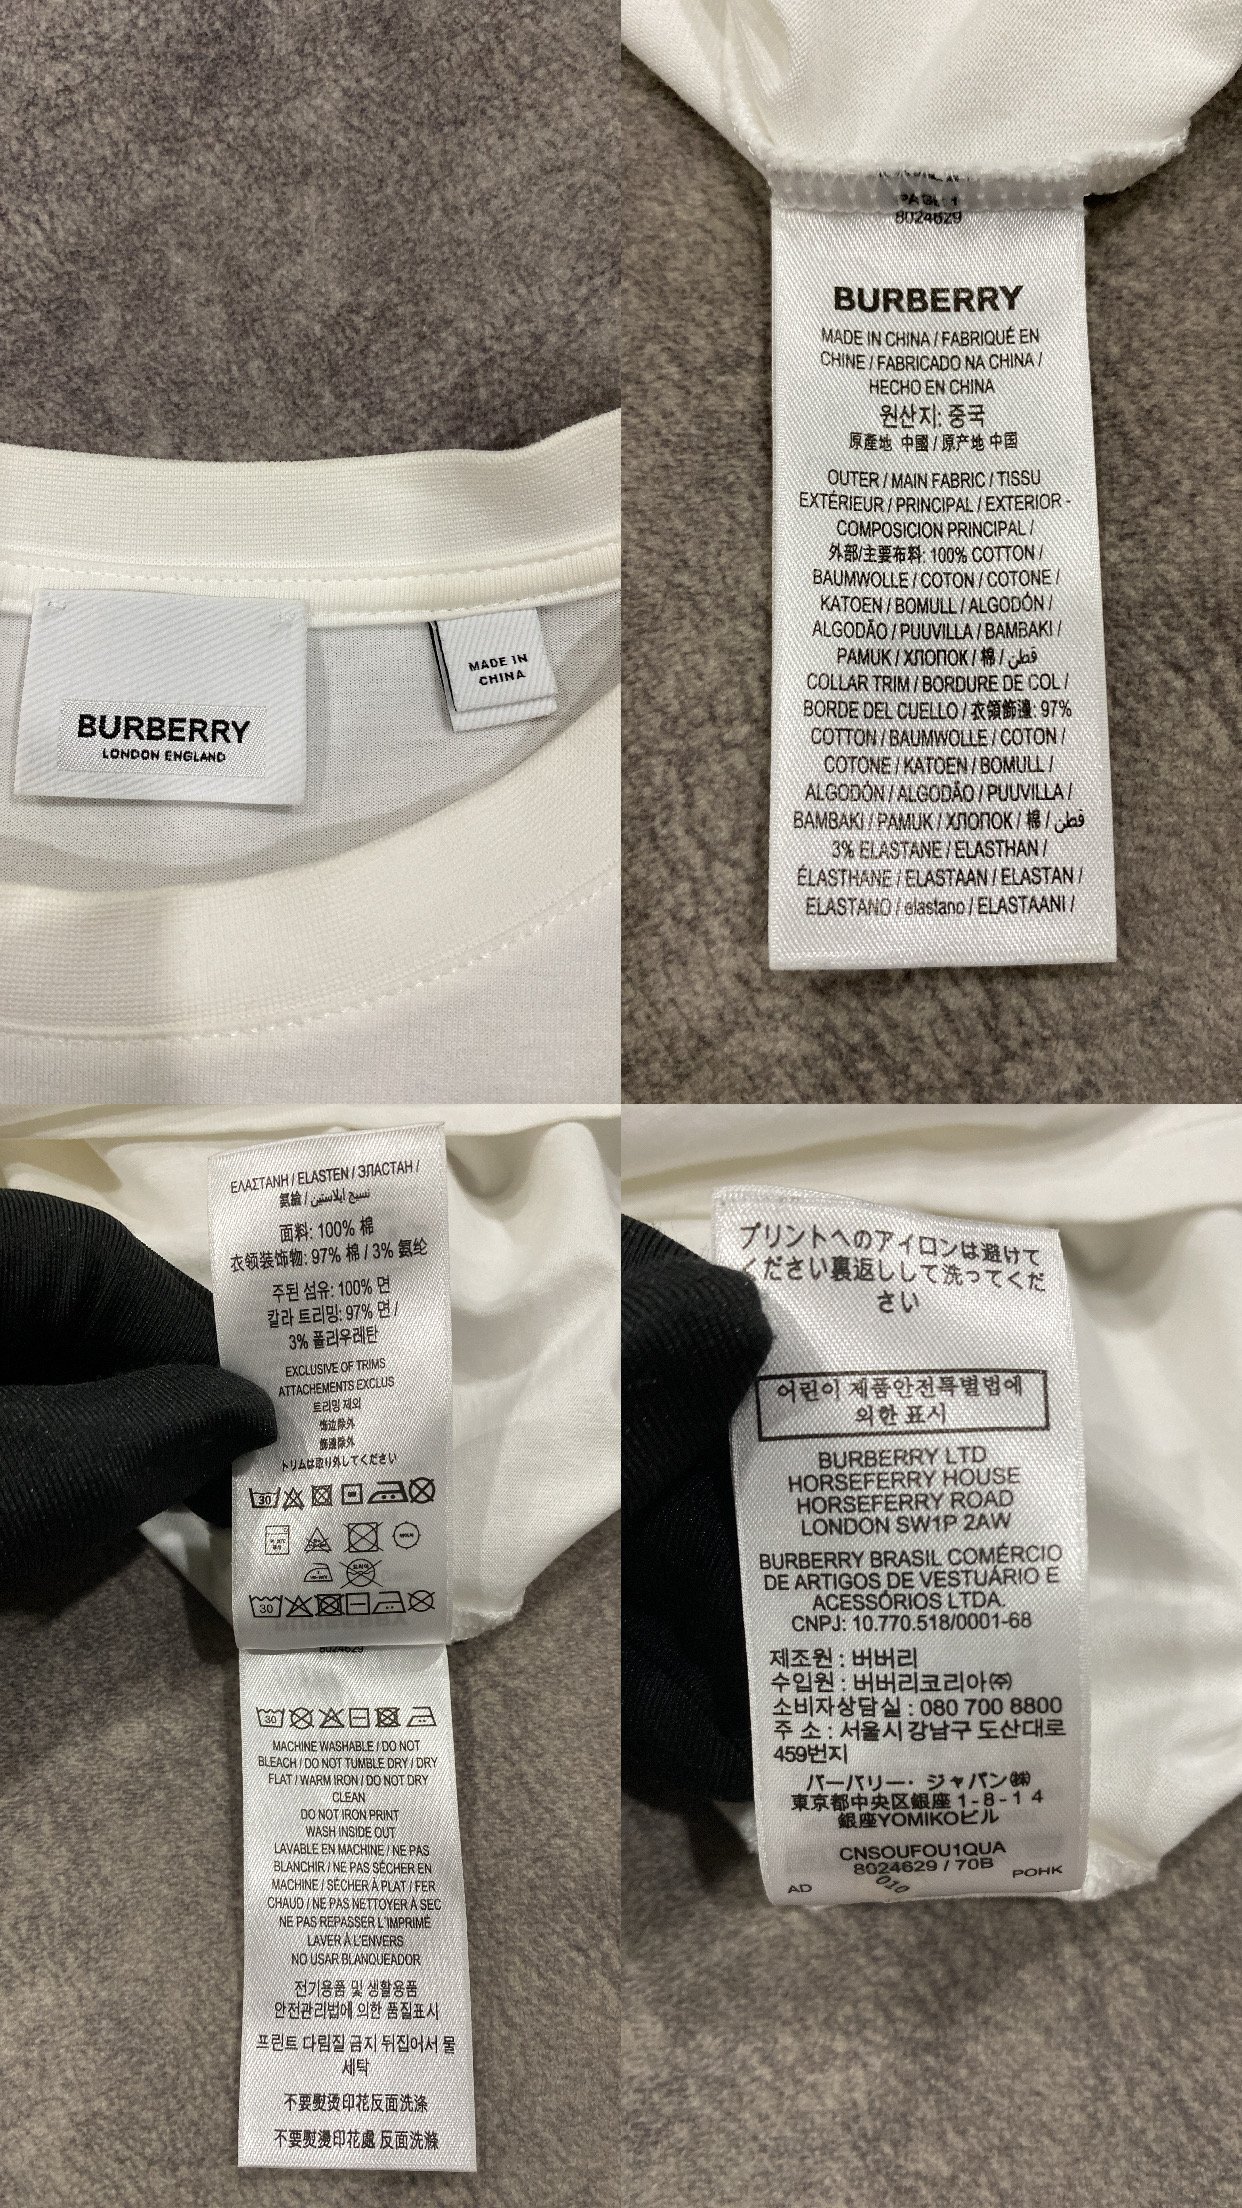 BURBERRY
LONDON ENGLAND
MADE IN
CHINA
PAGE 1
8024629
BURBERRY
MADE IN CHINA / FABRIQUÉ EN
CHINE / FABRICADO NA CHINA /
HECHO EN CHINA
원산지: 중국
原產地 中國 / 原产地 中国
OUTER / MAIN FABRIC / TISSU
EXTÉRIEUR / PRINCIPAL / EXTERIOR -
COMPOSICION PRINCIPAL /
外部/主要布料: 100% COTTON /
BAUMWOLLE / COTON / COTONE /
KATOEN / BOMULL / ALGODÓN /
ALGODÃO / PUUVILLA / BAMBAKI /
PAMUK / ХЛОПОК / 棉 / قطن
COLLAR TRIM / BORDURE DE COL /
BORDE DEL CUELLO / 衣領飾邊: 97%
COTTON / BAUMWOLLE / COTON /
COTONE / KATOEN / BOMULL /
ALGODÓN / ALGODÃO / PUUVILLA /
BAMBAKI / PAMUK / ХЛОПОК / 棉 / قطن
3% ELASTANE / ELASTHAN /
ÉLASTHANE / ELASTAAN / ELASTAN /
ELASTANO / elastano / ELASTAANI /
ΕΛΑΣΤΑΝΗ / ELASTEN / ЭЛАСТАН /
氨綸 / نسيج ايلاستين
面料: 100% 棉
衣领装饰物: 97% 棉 / 3% 氨纶
주된 섬유: 100% 면
칼라 트리밍: 97% 면 /
3% 폴리우레탄
EXCLUSIVE OF TRIMS
ATTACHEMENTS EXCLUS
트리밍 제외
饰边除外
飾邊除外
トリムは取り外してください
30
30
8024629
30
MACHINE WASHABLE / DO NOT
BLEACH / DO NOT TUMBLE DRY / DRY
FLAT / WARM IRON / DO NOT DRY
CLEAN
DO NOT IRON PRINT
WASH INSIDE OUT
LAVABLE EN MACHINE / NE PAS
BLANCHIR / NE PAS SÉCHER EN
MACHINE / SÉCHER À PLAT / FER
CHAUD / NE PAS NETTOYER À SEC
NE PAS REPASSER L'IMPRIMÉ
LAVER À L'ENVERS
NO USAR BLANQUEADOR
전기용품 및 생활용품
안전관리법에 의한 품질표시
프린트 다림질 금지 뒤집어서 물
세탁
不要熨烫印花反面洗涤
不要熨燙印花處 反面洗滌
プリントへのアイロンは避けて
ください裏返しして洗ってくだ
さい
어린이 제품안전특별법에
의한 표시
BURBERRY LTD
HORSEFERRY HOUSE
HORSEFERRY ROAD
LONDON SW1P 2AW
BURBERRY BRASIL COMÉRCIO
DE ARTIGOS DE VESTUÁRIO E
ACESSÓRIOS LTDA.
CNPJ: 10.770.518/0001-68
제조원 : 버버리
수입원 : 버버리코리아㈜
소비자상담실 : 080 700 8800
주 소 : 서울시 강남구 도산대로
459번지
バーバリー・ジャパン㈱
東京都中央区銀座 1-8-14
銀座YOMIKOビル
CNSOUFOU1QUA
8024629 / 70B
AD 010 POHK